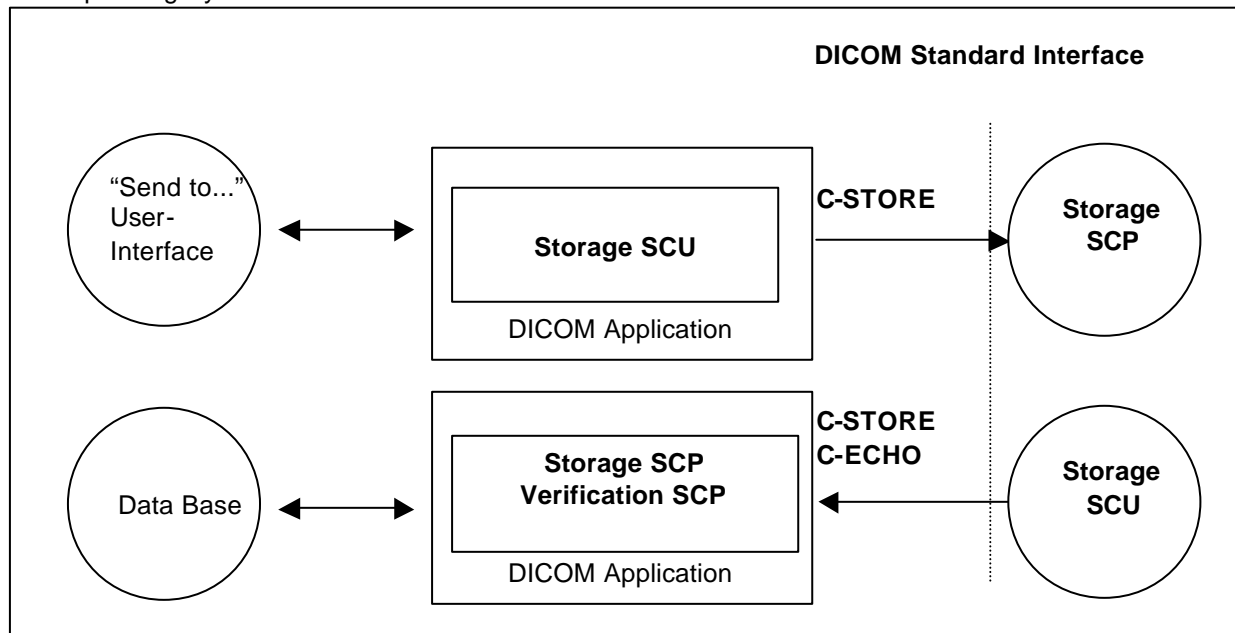 DICOM Standard Interface
“Send to...”
User-
Interface
Storage SCU
DICOM Application
C-STORE
Storage
SCP
Data Base
Storage SCP
Verification SCP
DICOM Application
C-STORE
C-ECHO
Storage
SCU